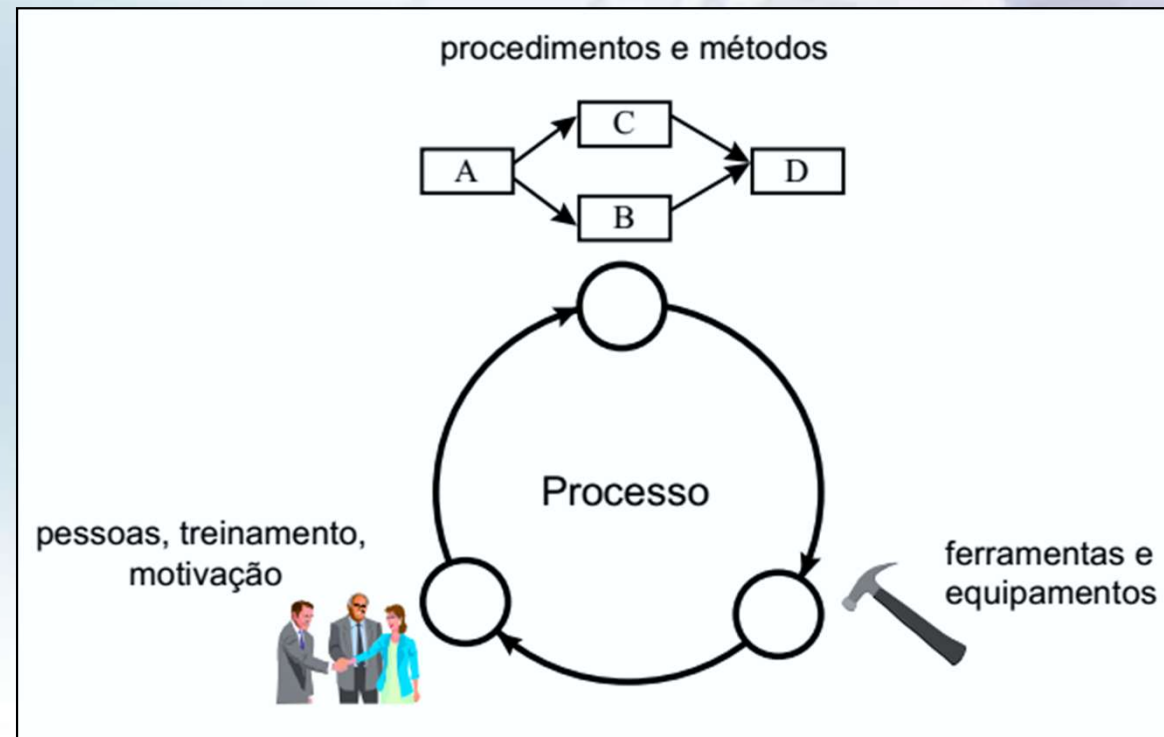 procedimentos e métodos
C
A
D
B
Processo
pessoas, treinamento,
motivação
ferramentas e
equipamentos